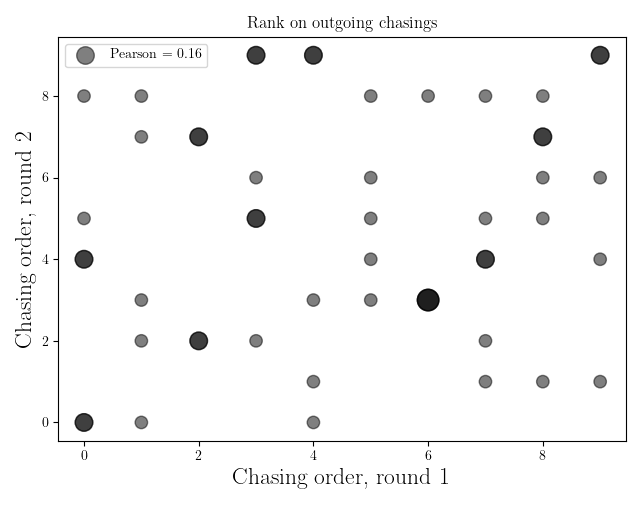 Rank on outgoing chasings
Pearson = 0.16
Chasing order, round 2
8
6
4
2
0
0 2 4 6 8
Chasing order, round 1